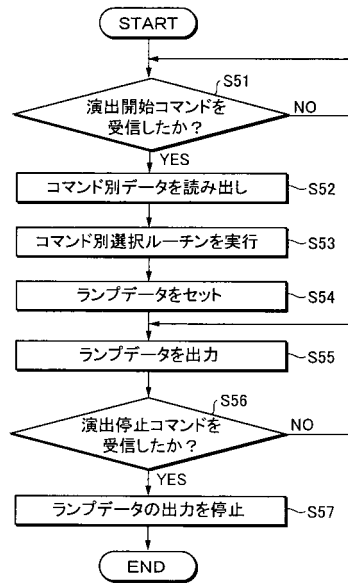 START
演出開始コマンドを
受信したか？
S51
NO
YES
コマンド別データを読み出し
S52
コマンド別選択ルーチンを実行
S53
ランプデータをセット
S54
ランプデータを出力
S55
演出停止コマンドを
受信したか？
S56
NO
YES
ランプデータの出力を停止
S57
END